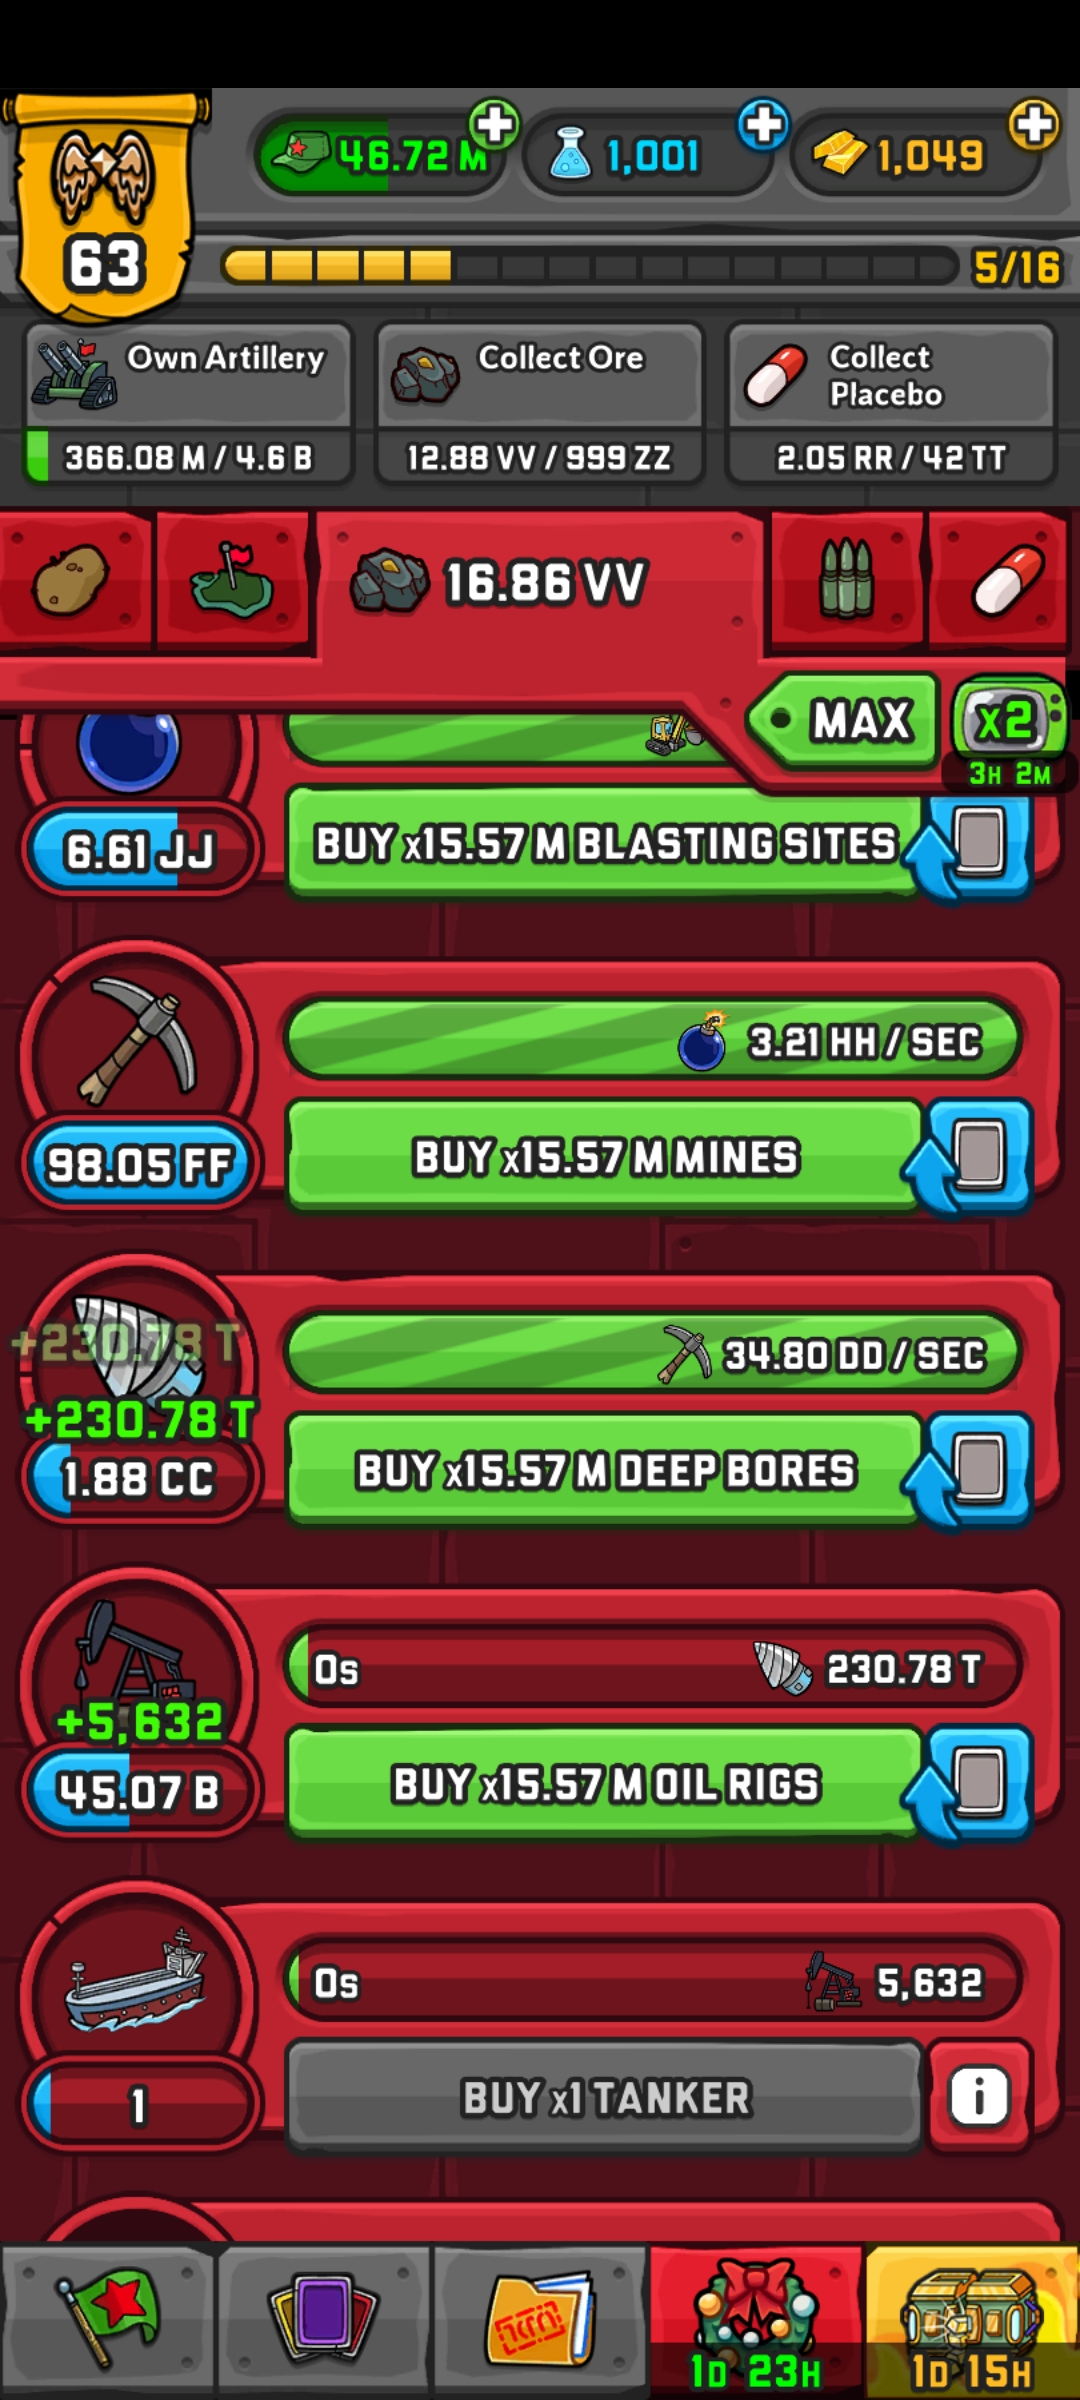 46.72 M
1,001
1,049
63
5/16
Own Artillery
366.08 M / 4.6 B
Collect Ore
12.88 VV / 999 ZZ
Collect
Placebo
2.05 RR / 42 TT
16.86 VV
MAX
x2
3H 2M
6.61 JJ
BUY x15.57 M BLASTING SITES
3.21 HH / SEC
98.05 FF
BUY x15.57 M MINES
+230.78 T
34.80 DD / SEC
+230.78 T
1.88 CC
BUY x15.57 M DEEP BORES
0s
230.78 T
+5,632
45.07 B
BUY x15.57 M OIL RIGS
0s
5,632
1
BUY x1 TANKER
i
1D 23H
1D 15H